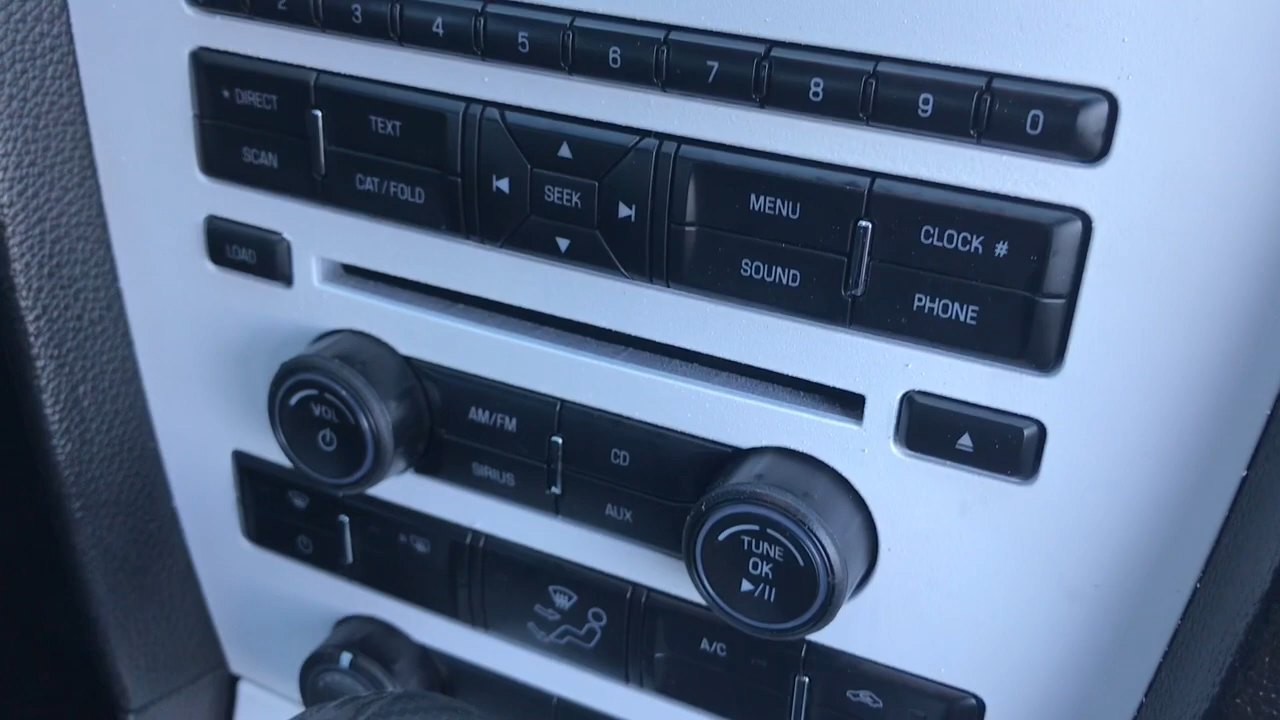 2 3 4 5 6 7 8 9 0
* DIRECT TEXT MENU CLOCK #
SCAN CAT/FOLD SEEK SOUND PHONE
LOAD
VOL AM/FM CD
SIRIUS AUX
TUNE
OK
A/C